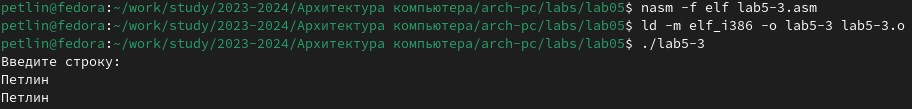 petlin@fedora:~/work/study/2023-2024/Архитектура компьютера/arch-pc/labs/lab05$ nasm -f elf lab5-3.asm
petlin@fedora:~/work/study/2023-2024/Архитектура компьютера/arch-pc/labs/lab05$ ld -m elf_i386 -o lab5-3 lab5-3.o
petlin@fedora:~/work/study/2023-2024/Архитектура компьютера/arch-pc/labs/lab05$ ./lab5-3
Введите строку:
Петлин
Петлин